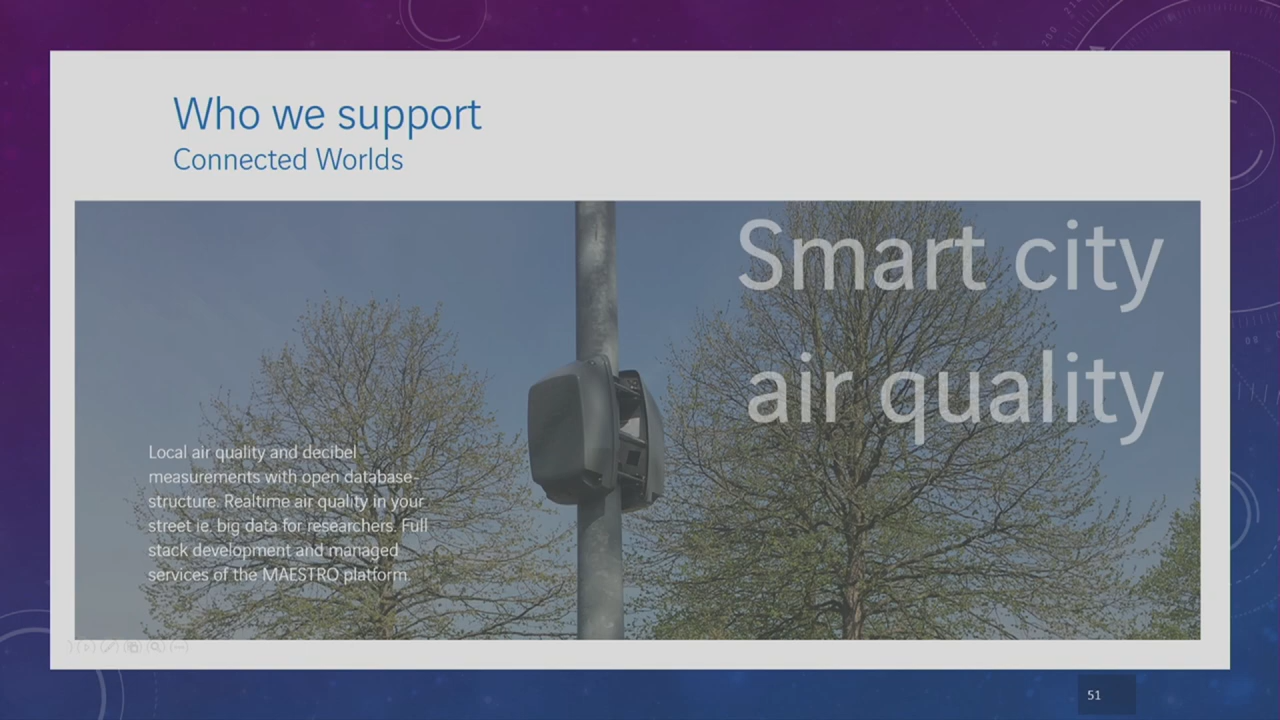 Who we support
Connected Worlds
Smart city
air quality
Local air quality and decibel
measurements with open database-
structure. Realtime air quality in your
street ie. big data for researchers. Full
stack development and managed
services of the MAESTRO platform.
51